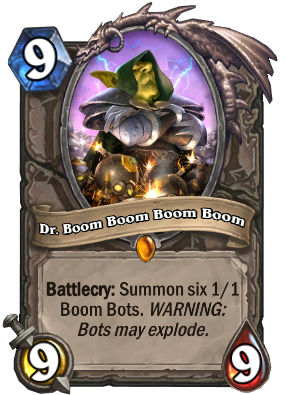 9
Dr. Boom Boom Boom Boom
Battlecry: Summon six 1/1
Boom Bots. WARNING:
Bots may explode.
9
9